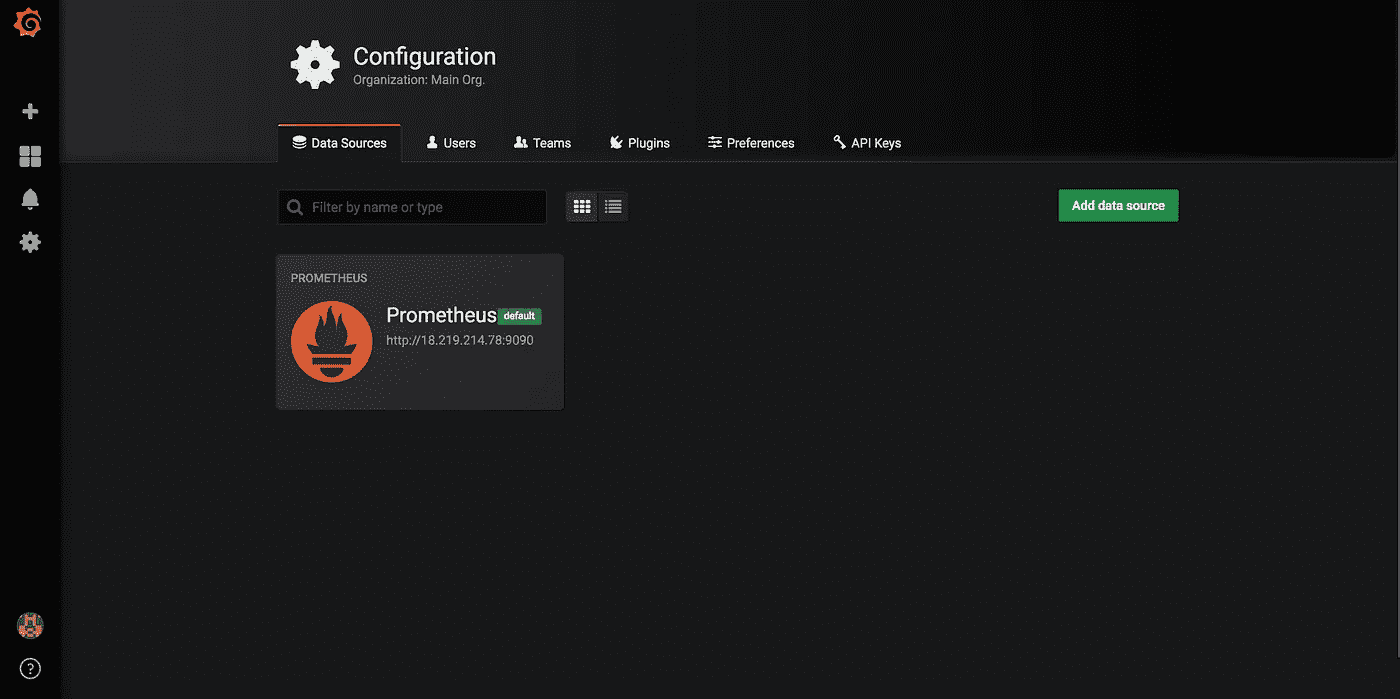 Configuration
Organization: Main Org.
Data Sources
Users
Teams
Plugins
Preferences
API Keys
Filter by name or type
Add data source
PROMETHEUS
Prometheus default
http://18.219.214.78:9090
?